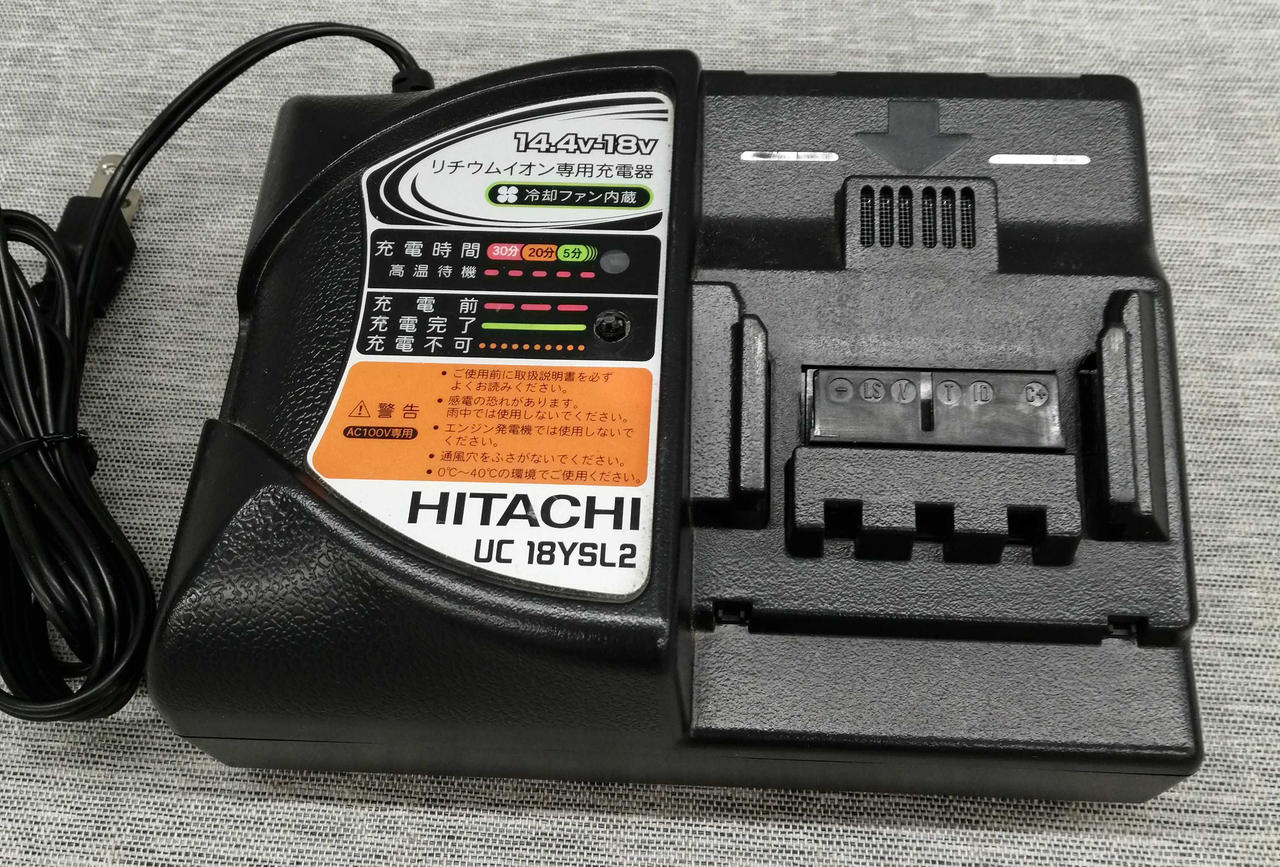 14.4v-18v
リチウムイオン専用充電器
冷却ファン内蔵
充電時間 30分 20分 5分
高温待機
充電前
充電完了
充電不可
警告
AC100V専用
• ご使用前に取扱説明書を必ず
よくお読みください。
• 感電の恐れがあります。
雨中では使用しないでください。
• エンジン発電機では使用しないで
ください。
• 通風穴をふさがないでください。
• 0℃〜40℃の環境でご使用ください。
HITACHI
UC 18YSL2
− LS V T ID C+